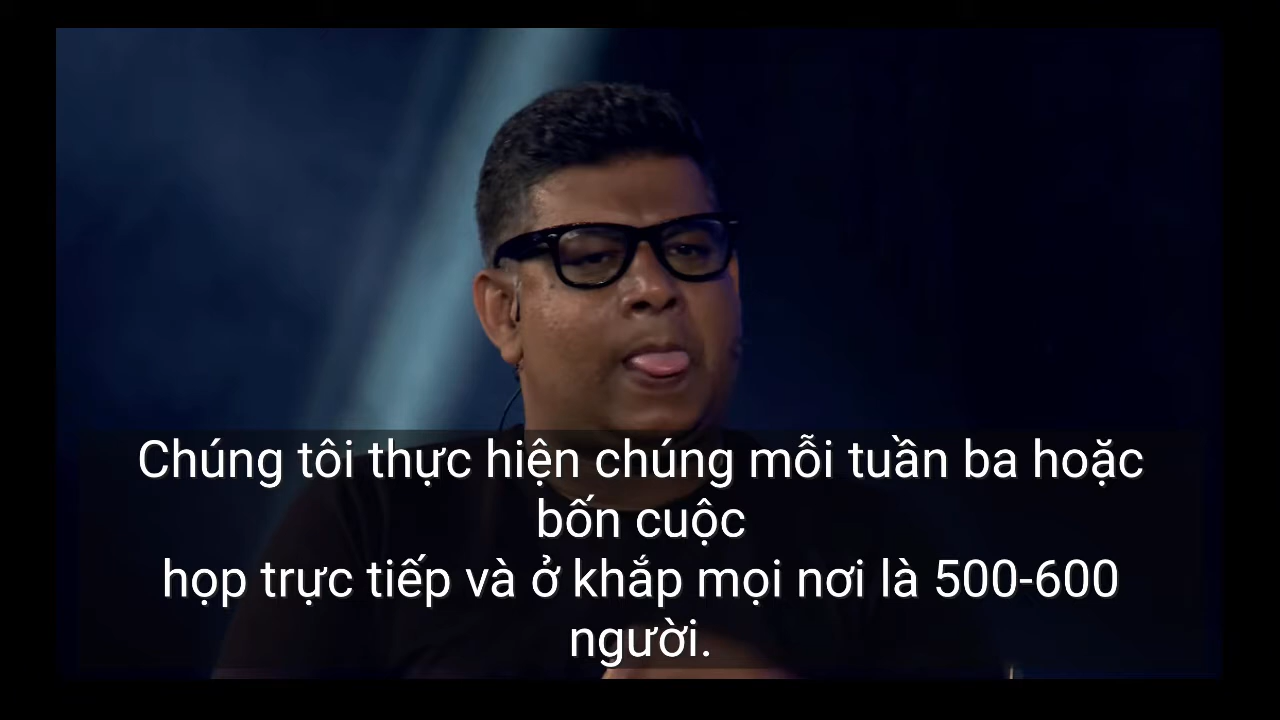 Chúng tôi thực hiện chúng mỗi tuần ba hoặc
bốn cuộc
họp trực tiếp và ở khắp mọi nơi là 500-600
người.